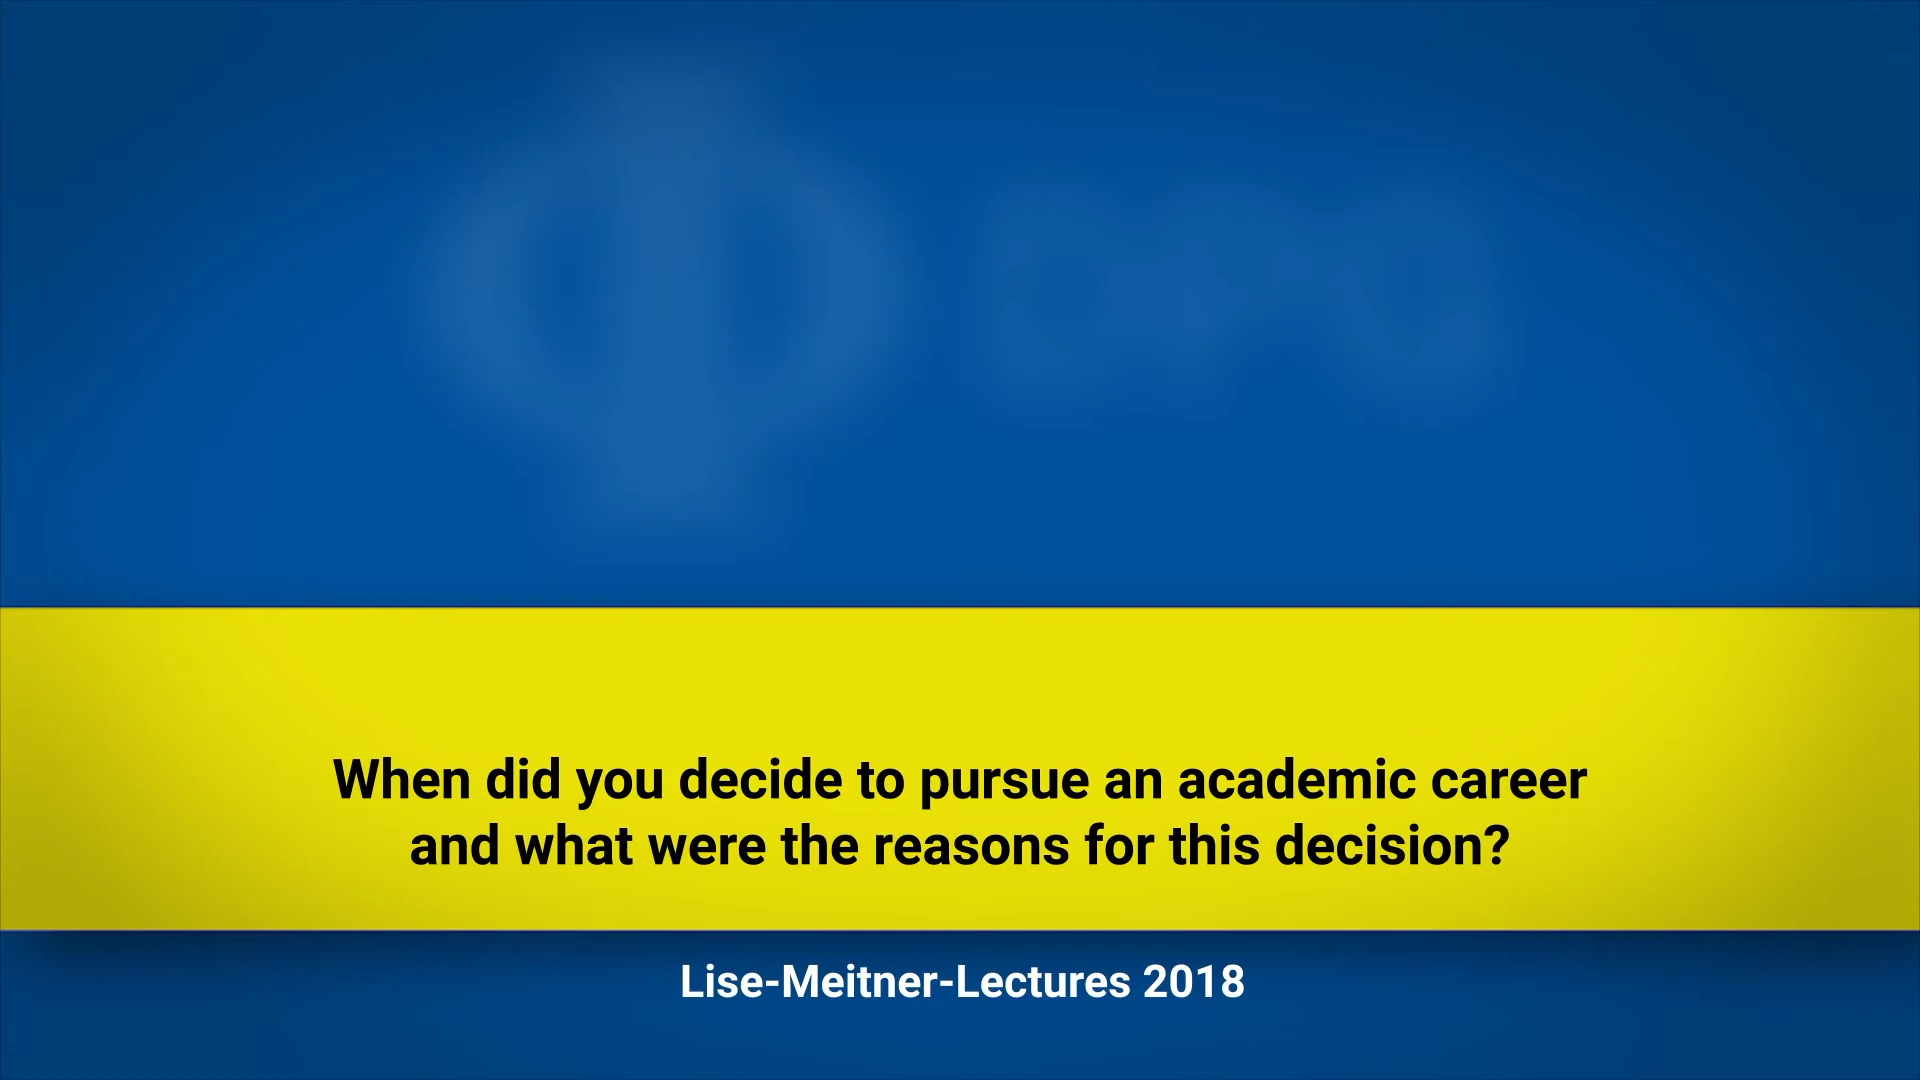 When did you decide to pursue an academic career
and what were the reasons for this decision?
Lise-Meitner-Lectures 2018